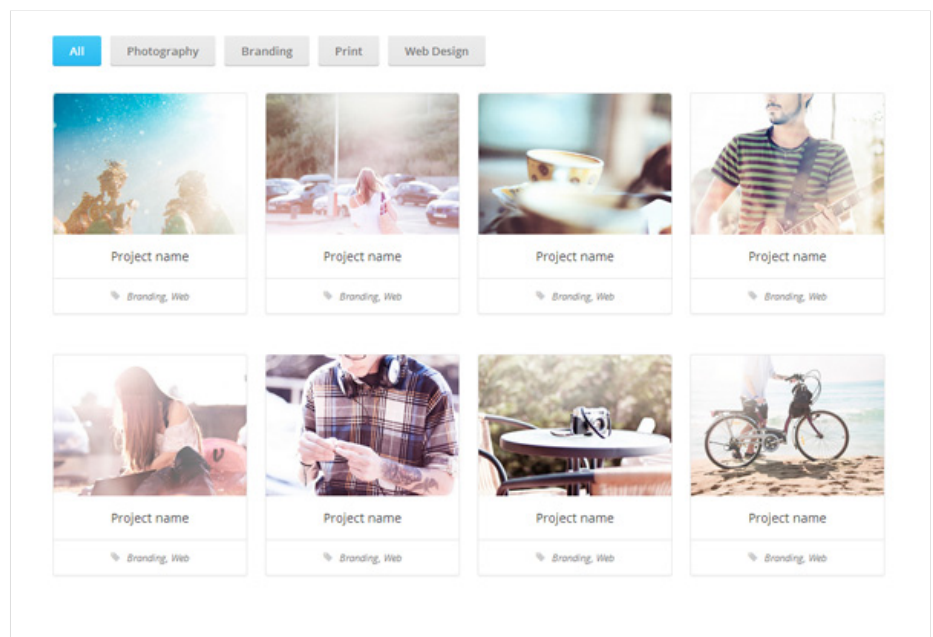 All Photography Branding Print Web Design
Project name Project name Project name Project name
Branding, Web Branding, Web Branding, Web Branding, Web
Project name Project name Project name Project name
Branding, Web Branding, Web Branding, Web Branding, Web